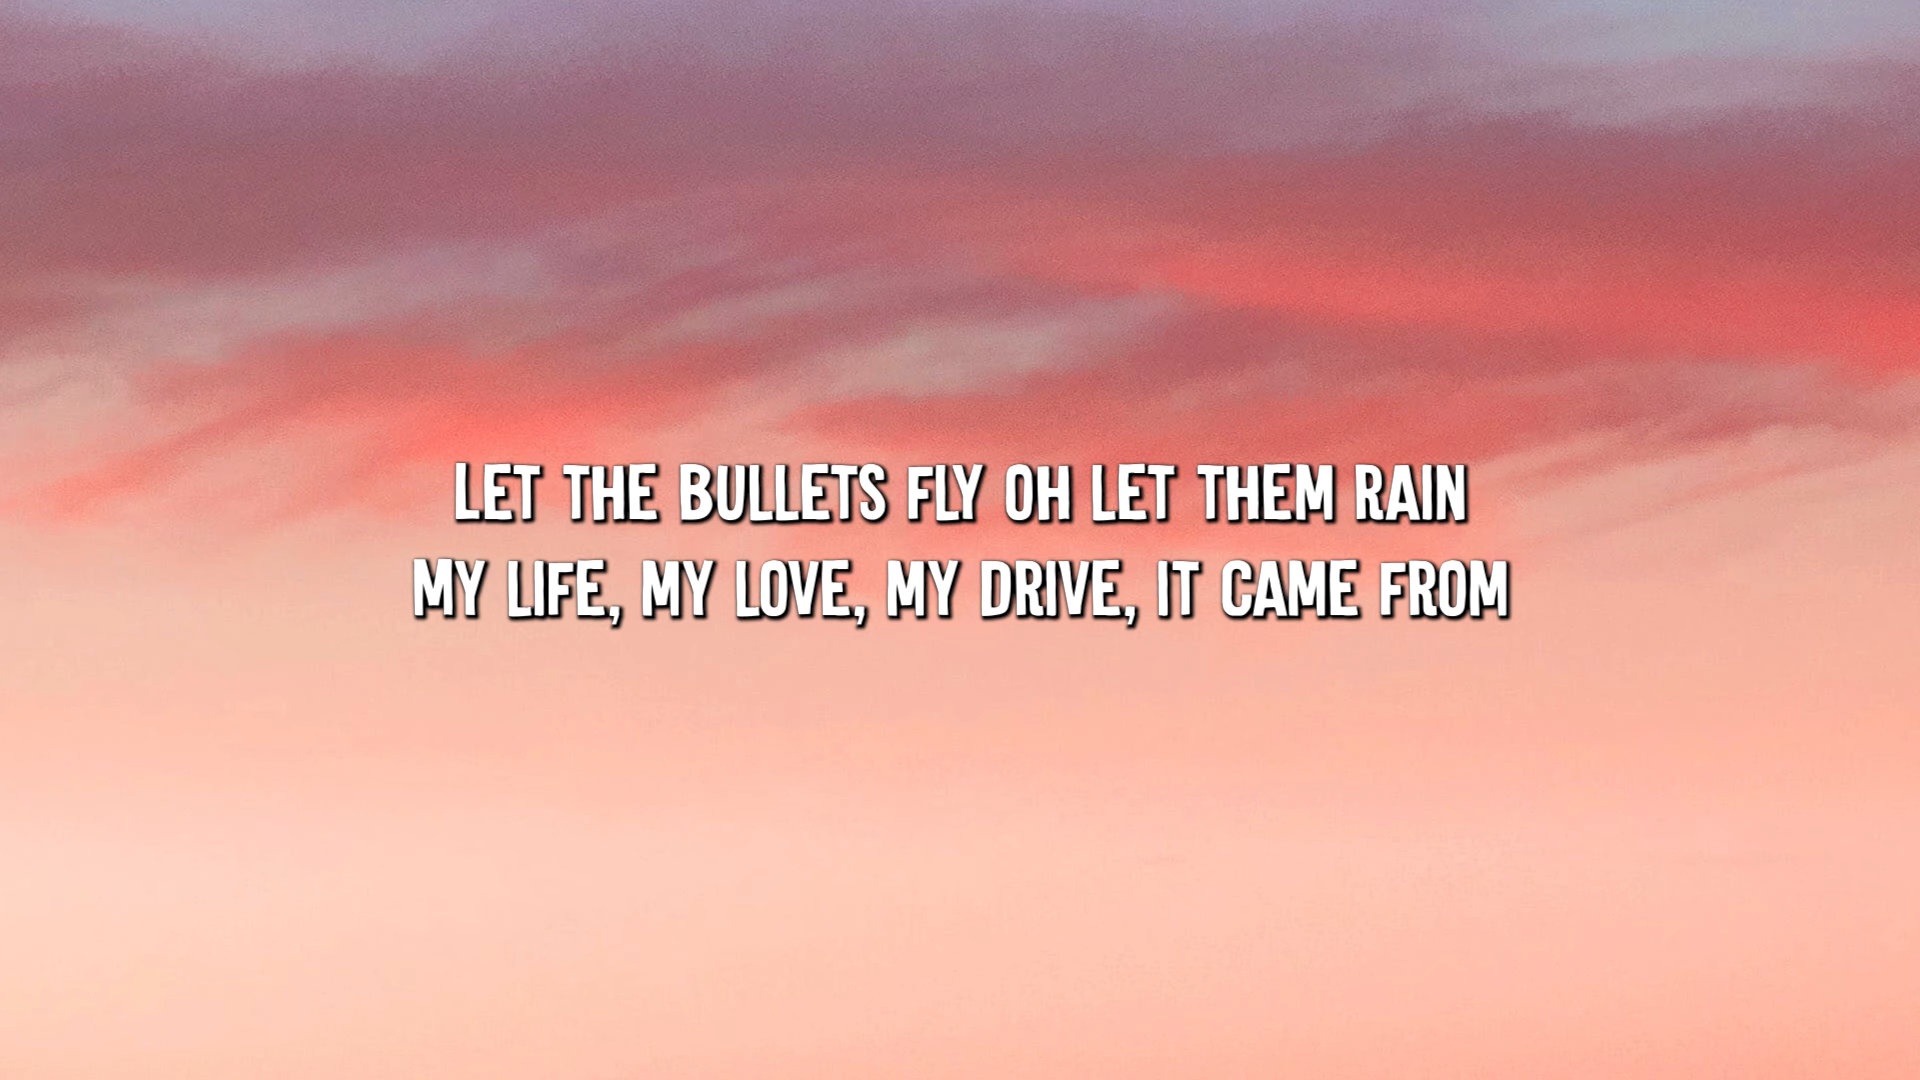 LET THE BULLETS FLY OH LET THEM RAIN
MY LIFE, MY LOVE, MY DRIVE, IT CAME FROM